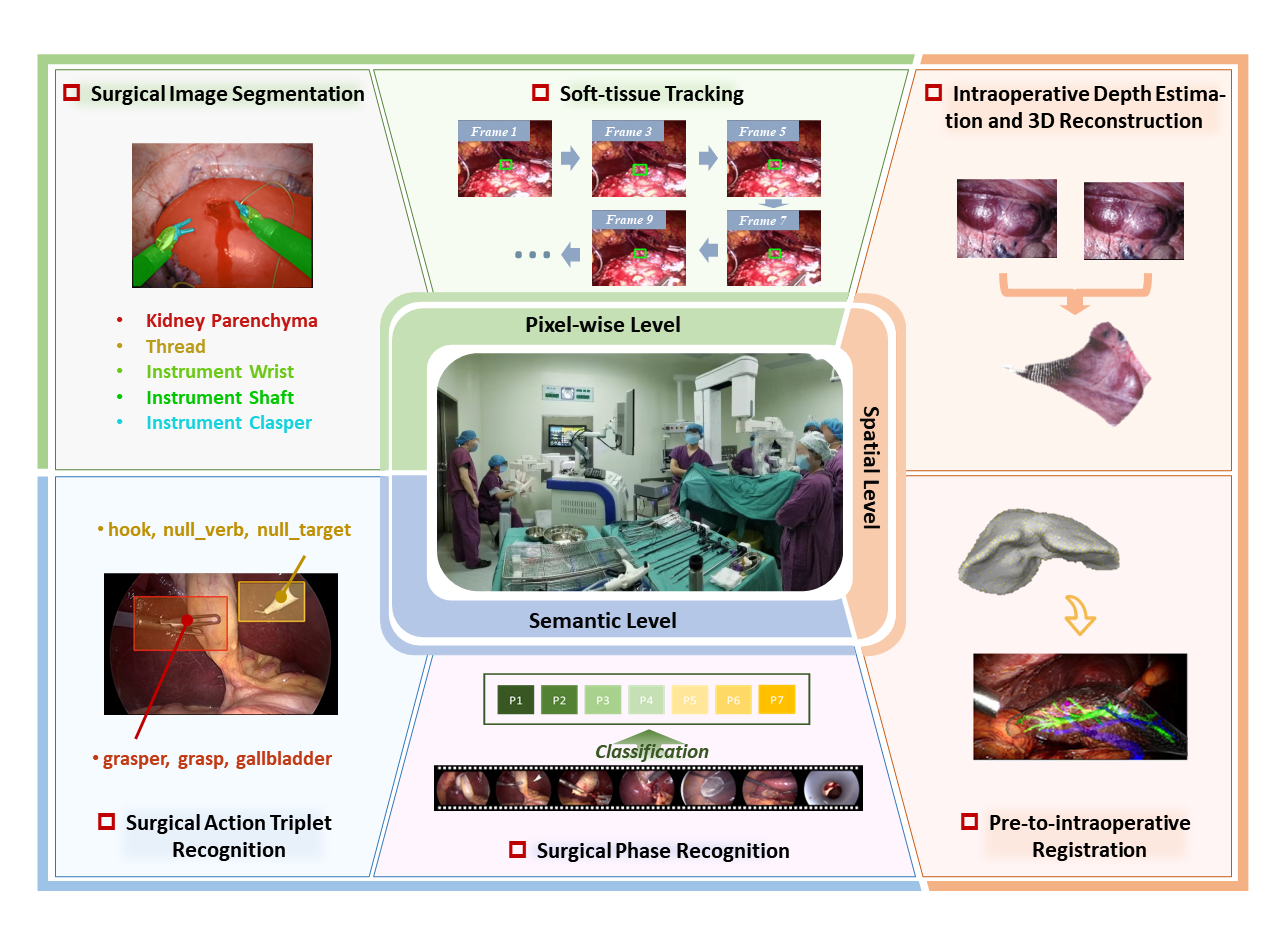 Surgical Image Segmentation
• Kidney Parenchyma
• Thread
• Instrument Wrist
• Instrument Shaft
• Instrument Clasper
Soft-tissue Tracking
Frame 1
Frame 3
Frame 5
Frame 9
Frame 7
Intraoperative Depth Estima-
tion and 3D Reconstruction
Pixel-wise Level
Spatial Level
Semantic Level
• hook, null_verb, null_target
• grasper, grasp, gallbladder
Surgical Action Triplet
Recognition
P1 P2 P3 P4 P5 P6 P7
Classification
Surgical Phase Recognition
Pre-to-intraoperative
Registration